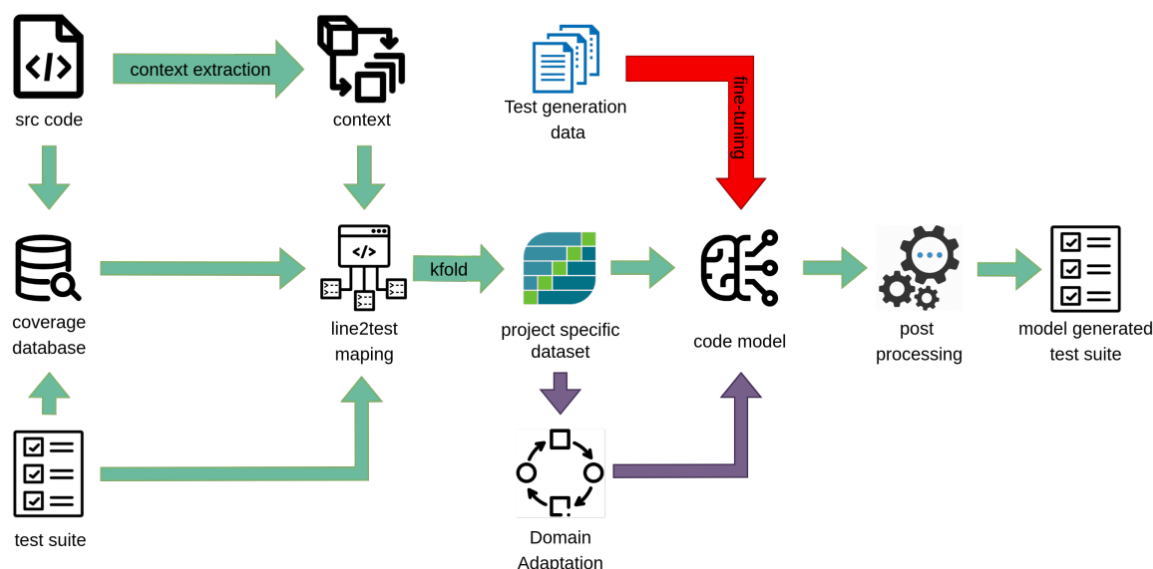 context extraction
src code
context
Test generation
data
fine-tuning
coverage
database
line2test
maping
kfold
project specific
dataset
code model
post
processing
model generated
test suite
test suite
Domain
Adaptation